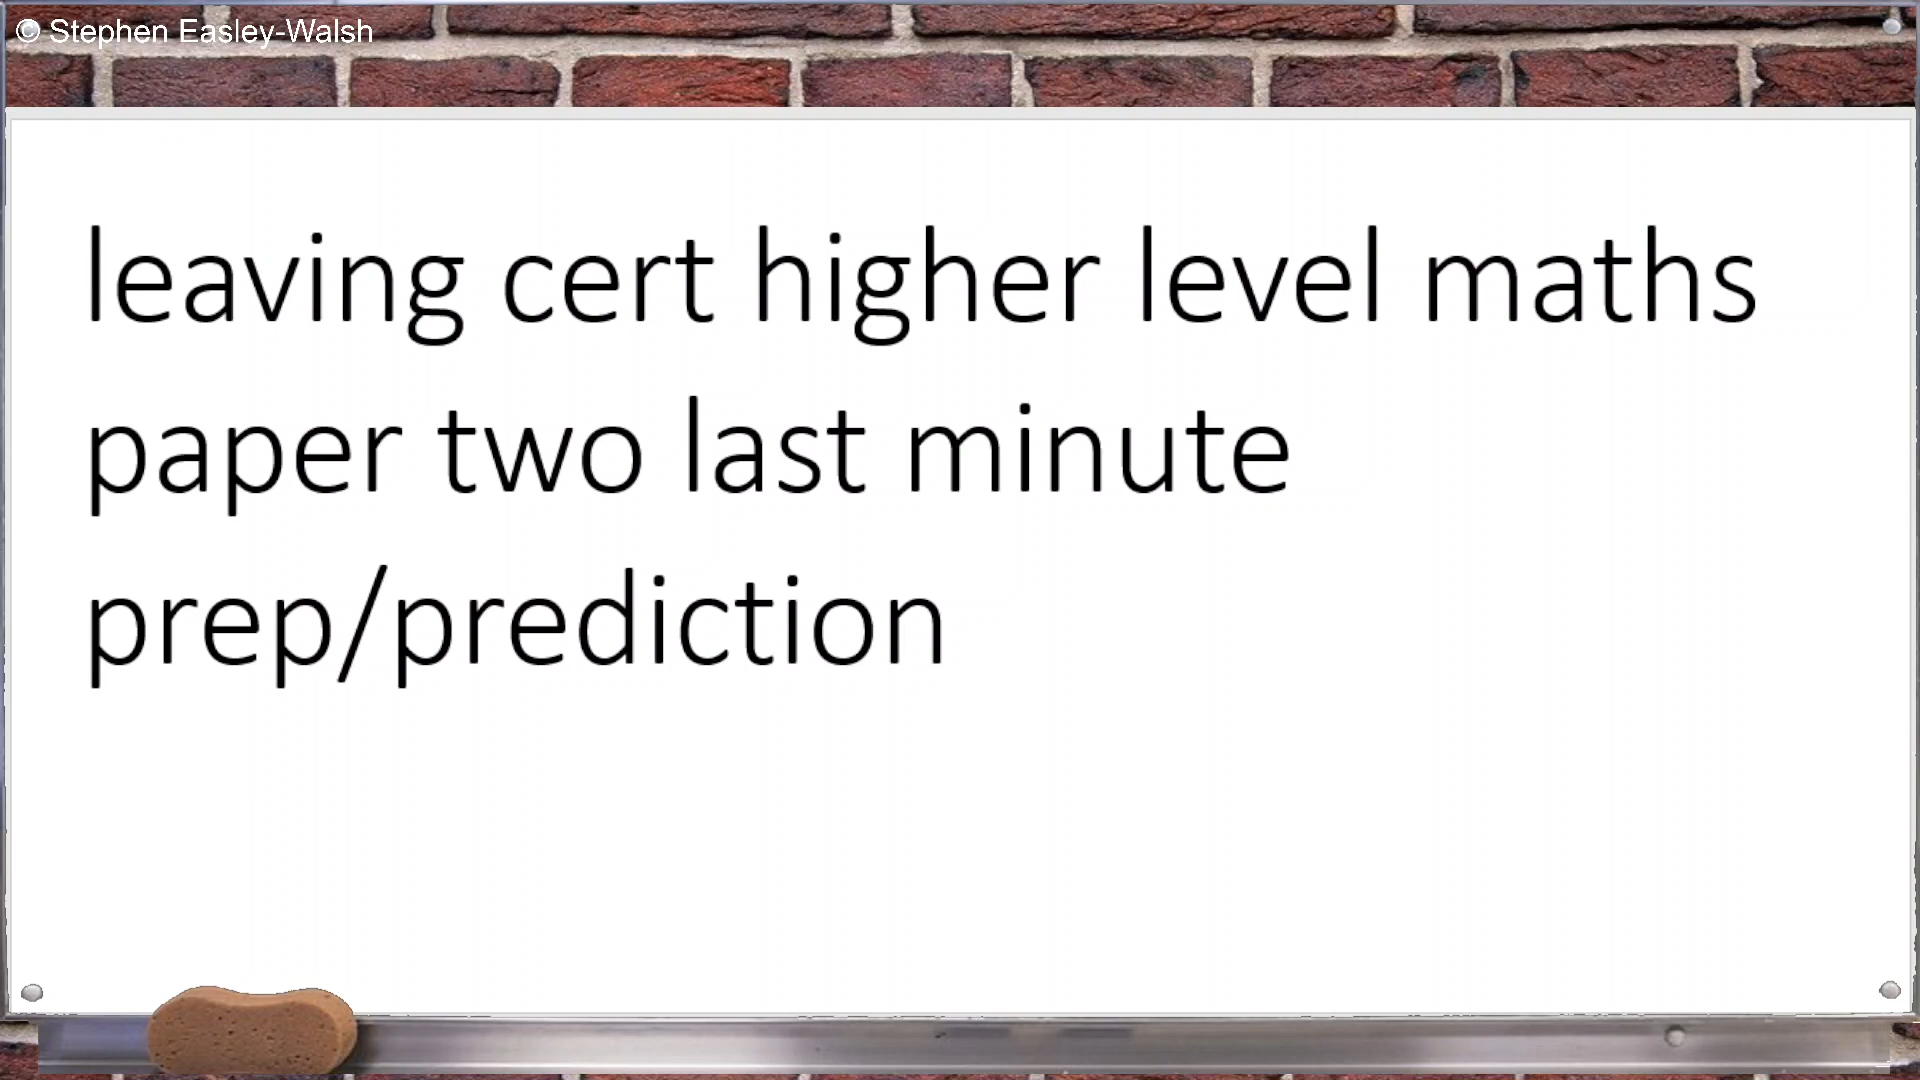 © Stephen Easley-Walsh
leaving cert higher level maths
paper two last minute
prep/prediction